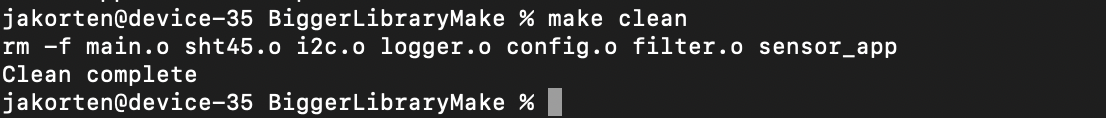 jakorten@device-35 BiggerLibraryMake % make clean
rm -f main.o sht45.o i2c.o logger.o config.o filter.o sensor_app
Clean complete
jakorten@device-35 BiggerLibraryMake %